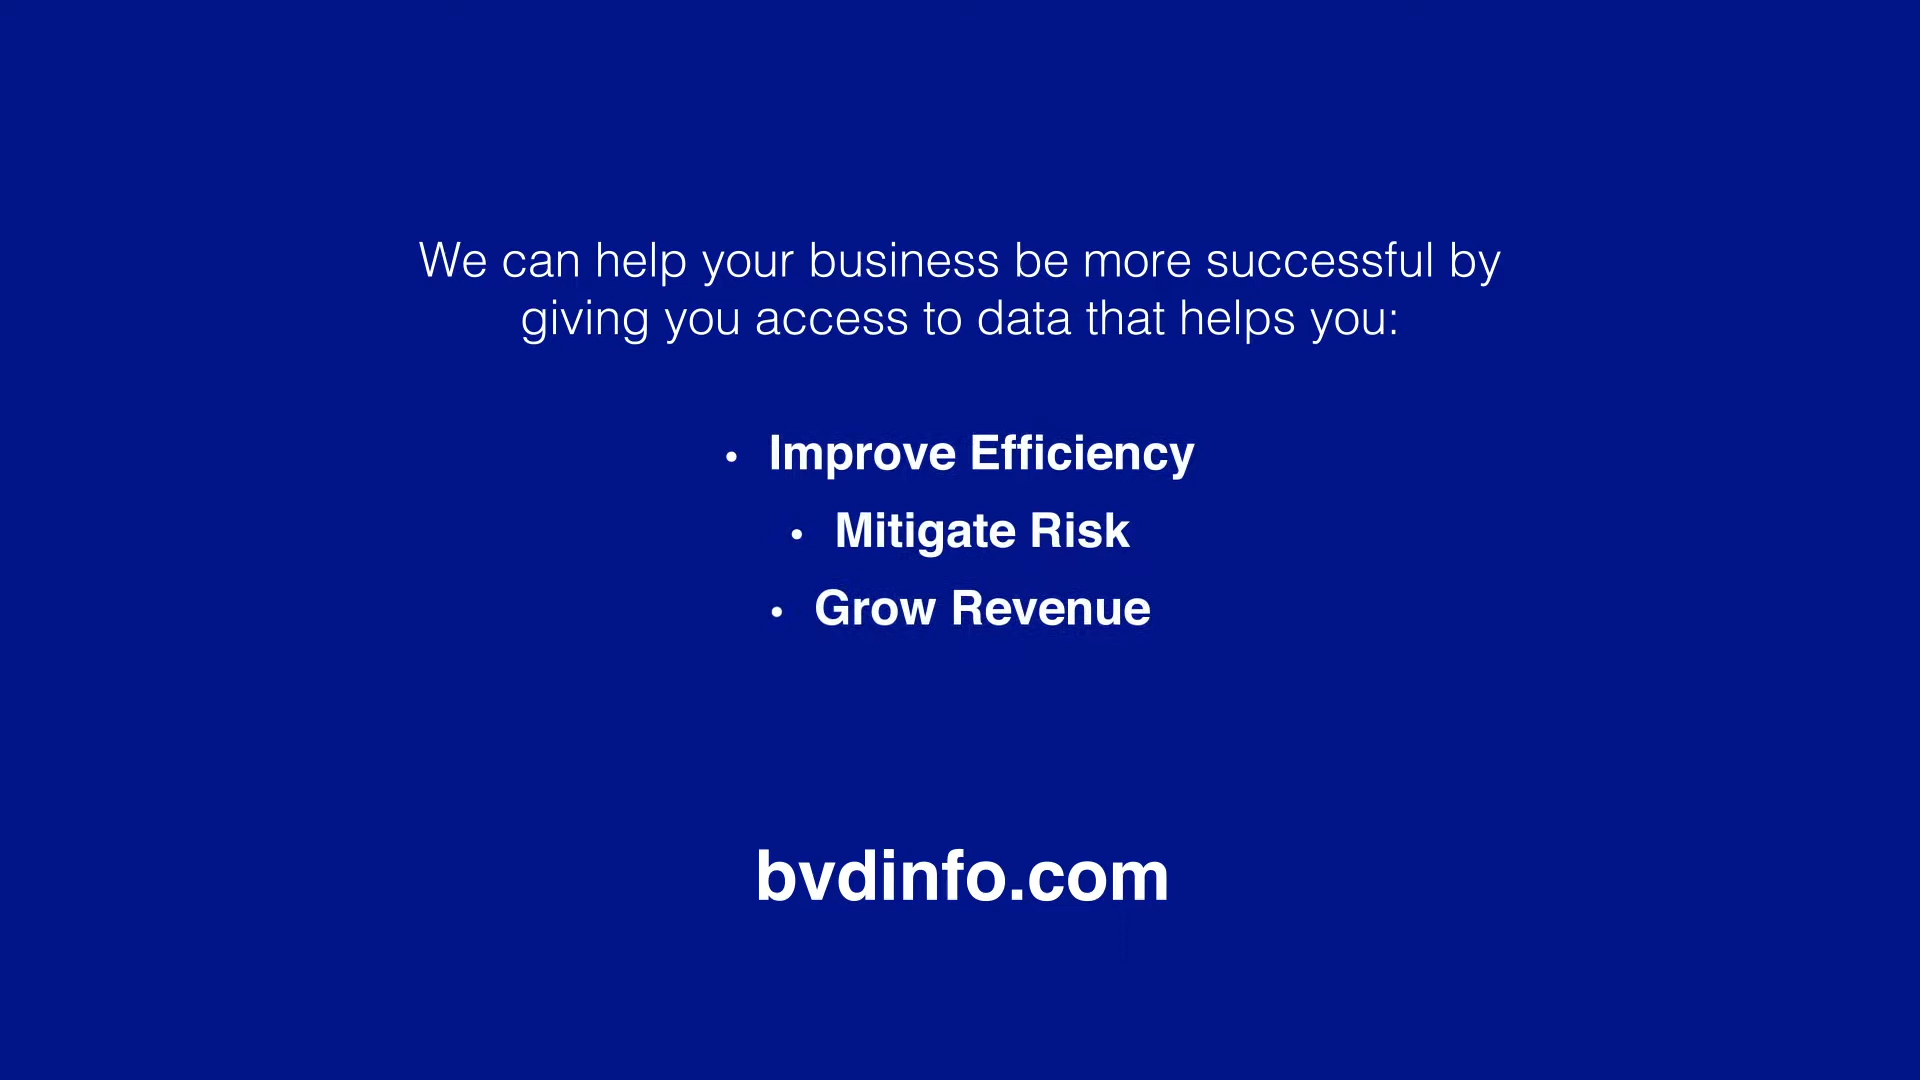 We can help your business be more successful by
giving you access to data that helps you:
• Improve Efficiency
• Mitigate Risk
• Grow Revenue
bvdinfo.com